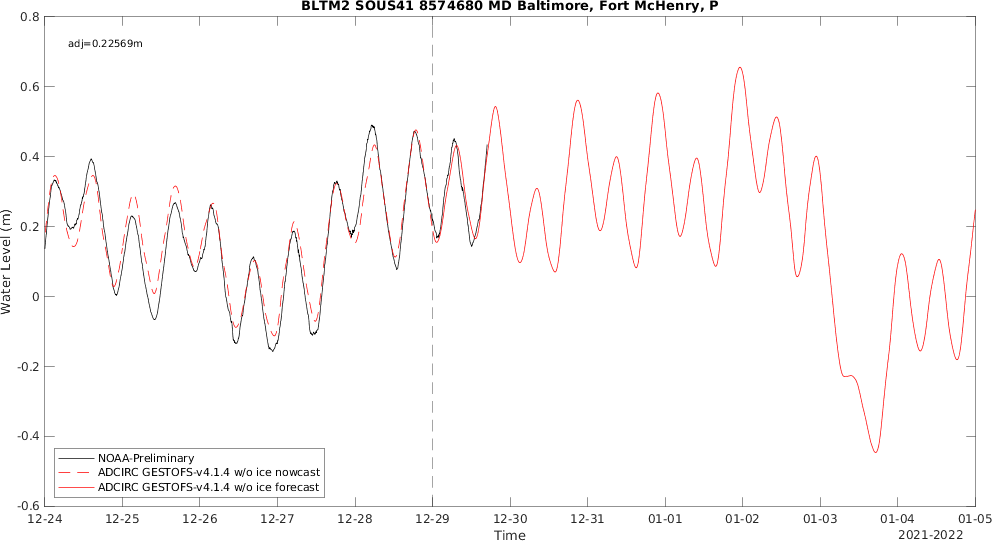 BLTM2 SOUS41 8574680 MD Baltimore, Fort McHenry, P
adj=0.22569m
0.8
0.6
0.4
0.2
0
-0.2
-0.4
-0.6
Water Level (m)
NOAA-Preliminary
ADCIRC GESTOFS-v4.1.4 w/o ice nowcast
ADCIRC GESTOFS-v4.1.4 w/o ice forecast
12-24 12-25 12-26 12-27 12-28 12-29 12-30 12-31 01-01 01-02 01-03 01-04 01-05
Time
2021-2022